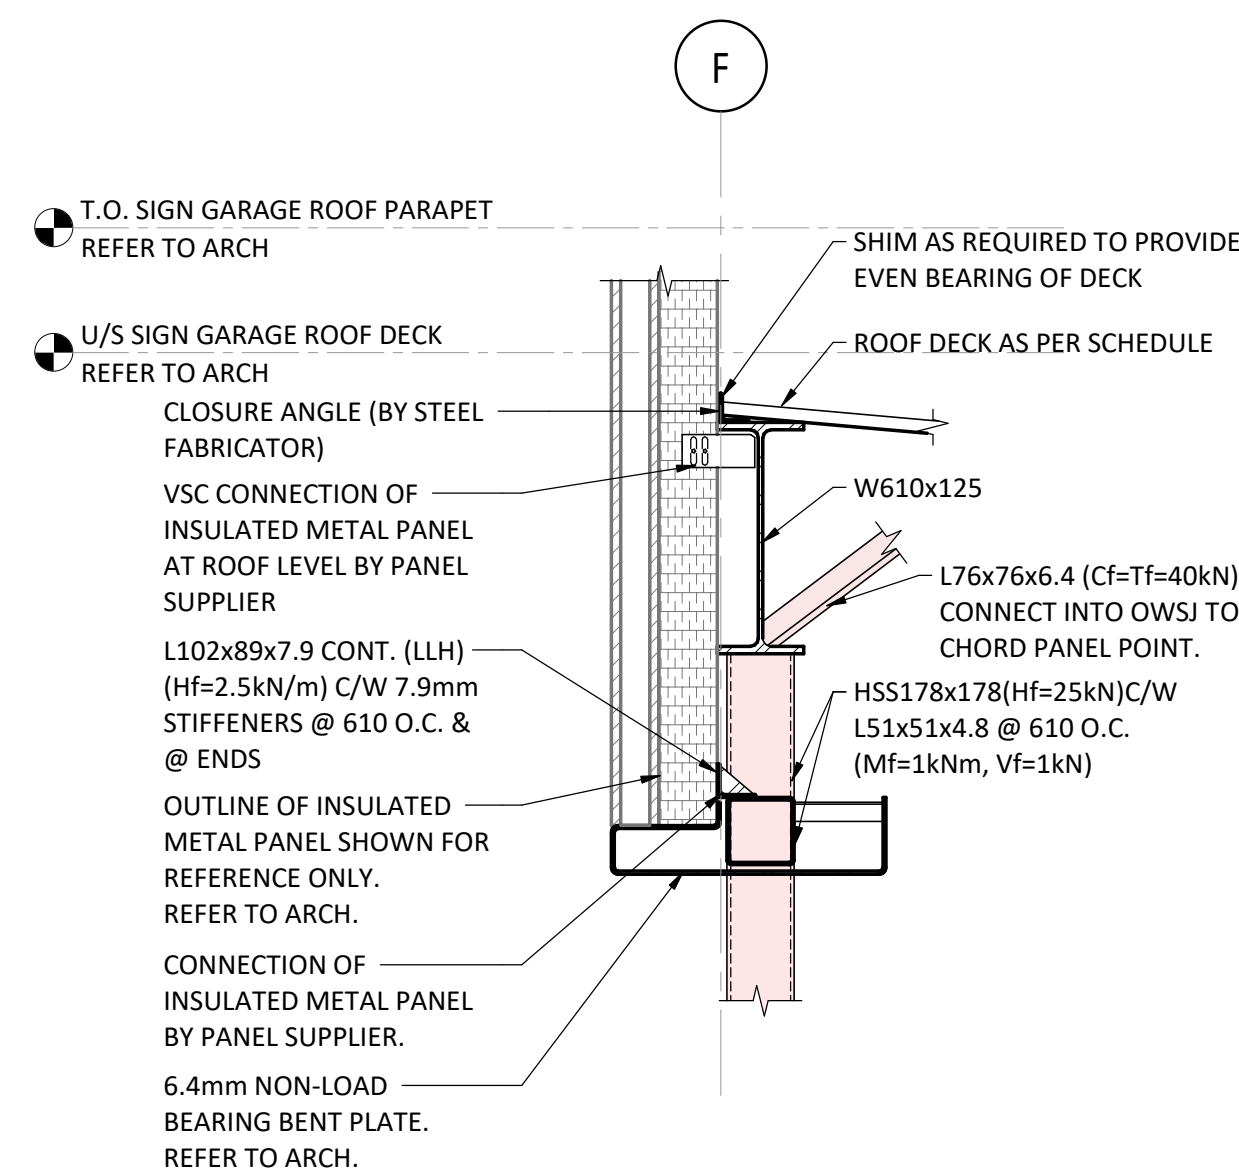 F
T.O. SIGN GARAGE ROOF PARAPET
REFER TO ARCH
U/S SIGN GARAGE ROOF DECK
REFER TO ARCH
CLOSURE ANGLE (BY STEEL
FABRICATOR)
VSC CONNECTION OF
INSULATED METAL PANEL
AT ROOF LEVEL BY PANEL
SUPPLIER
L102x89x7.9 CONT. (LLH)
(Hf=2.5kN/m) C/W 7.9mm
STIFFENERS @ 610 O.C. &
@ ENDS
OUTLINE OF INSULATED
METAL PANEL SHOWN FOR
REFERENCE ONLY.
REFER TO ARCH.
CONNECTION OF
INSULATED METAL PANEL
BY PANEL SUPPLIER.
6.4mm NON-LOAD
BEARING BENT PLATE.
REFER TO ARCH.
SHIM AS REQUIRED TO PROVIDE
EVEN BEARING OF DECK
ROOF DECK AS PER SCHEDULE
W610x125
L76x76x6.4 (Cf=Tf=40kN)
CONNECT INTO OWSJ TO
CHORD PANEL POINT.
HSS178x178(Hf=25kN)C/W
L51x51x4.8 @ 610 O.C.
(Mf=1kNm, Vf=1kN)